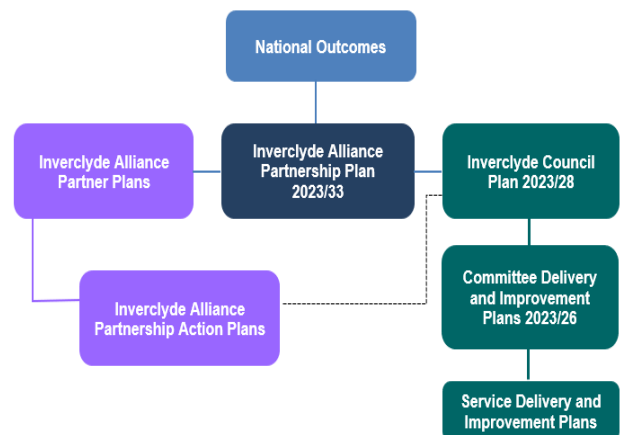 National Outcomes
Inverclyde Alliance
Partner Plans
Inverclyde Alliance
Partnership Plan
2023/33
Inverclyde Council
Plan 2023/28
Inverclyde Alliance
Partnership Action Plans
Committee Delivery
and Improvement
Plans 2023/26
Service Delivery and
Improvement Plans